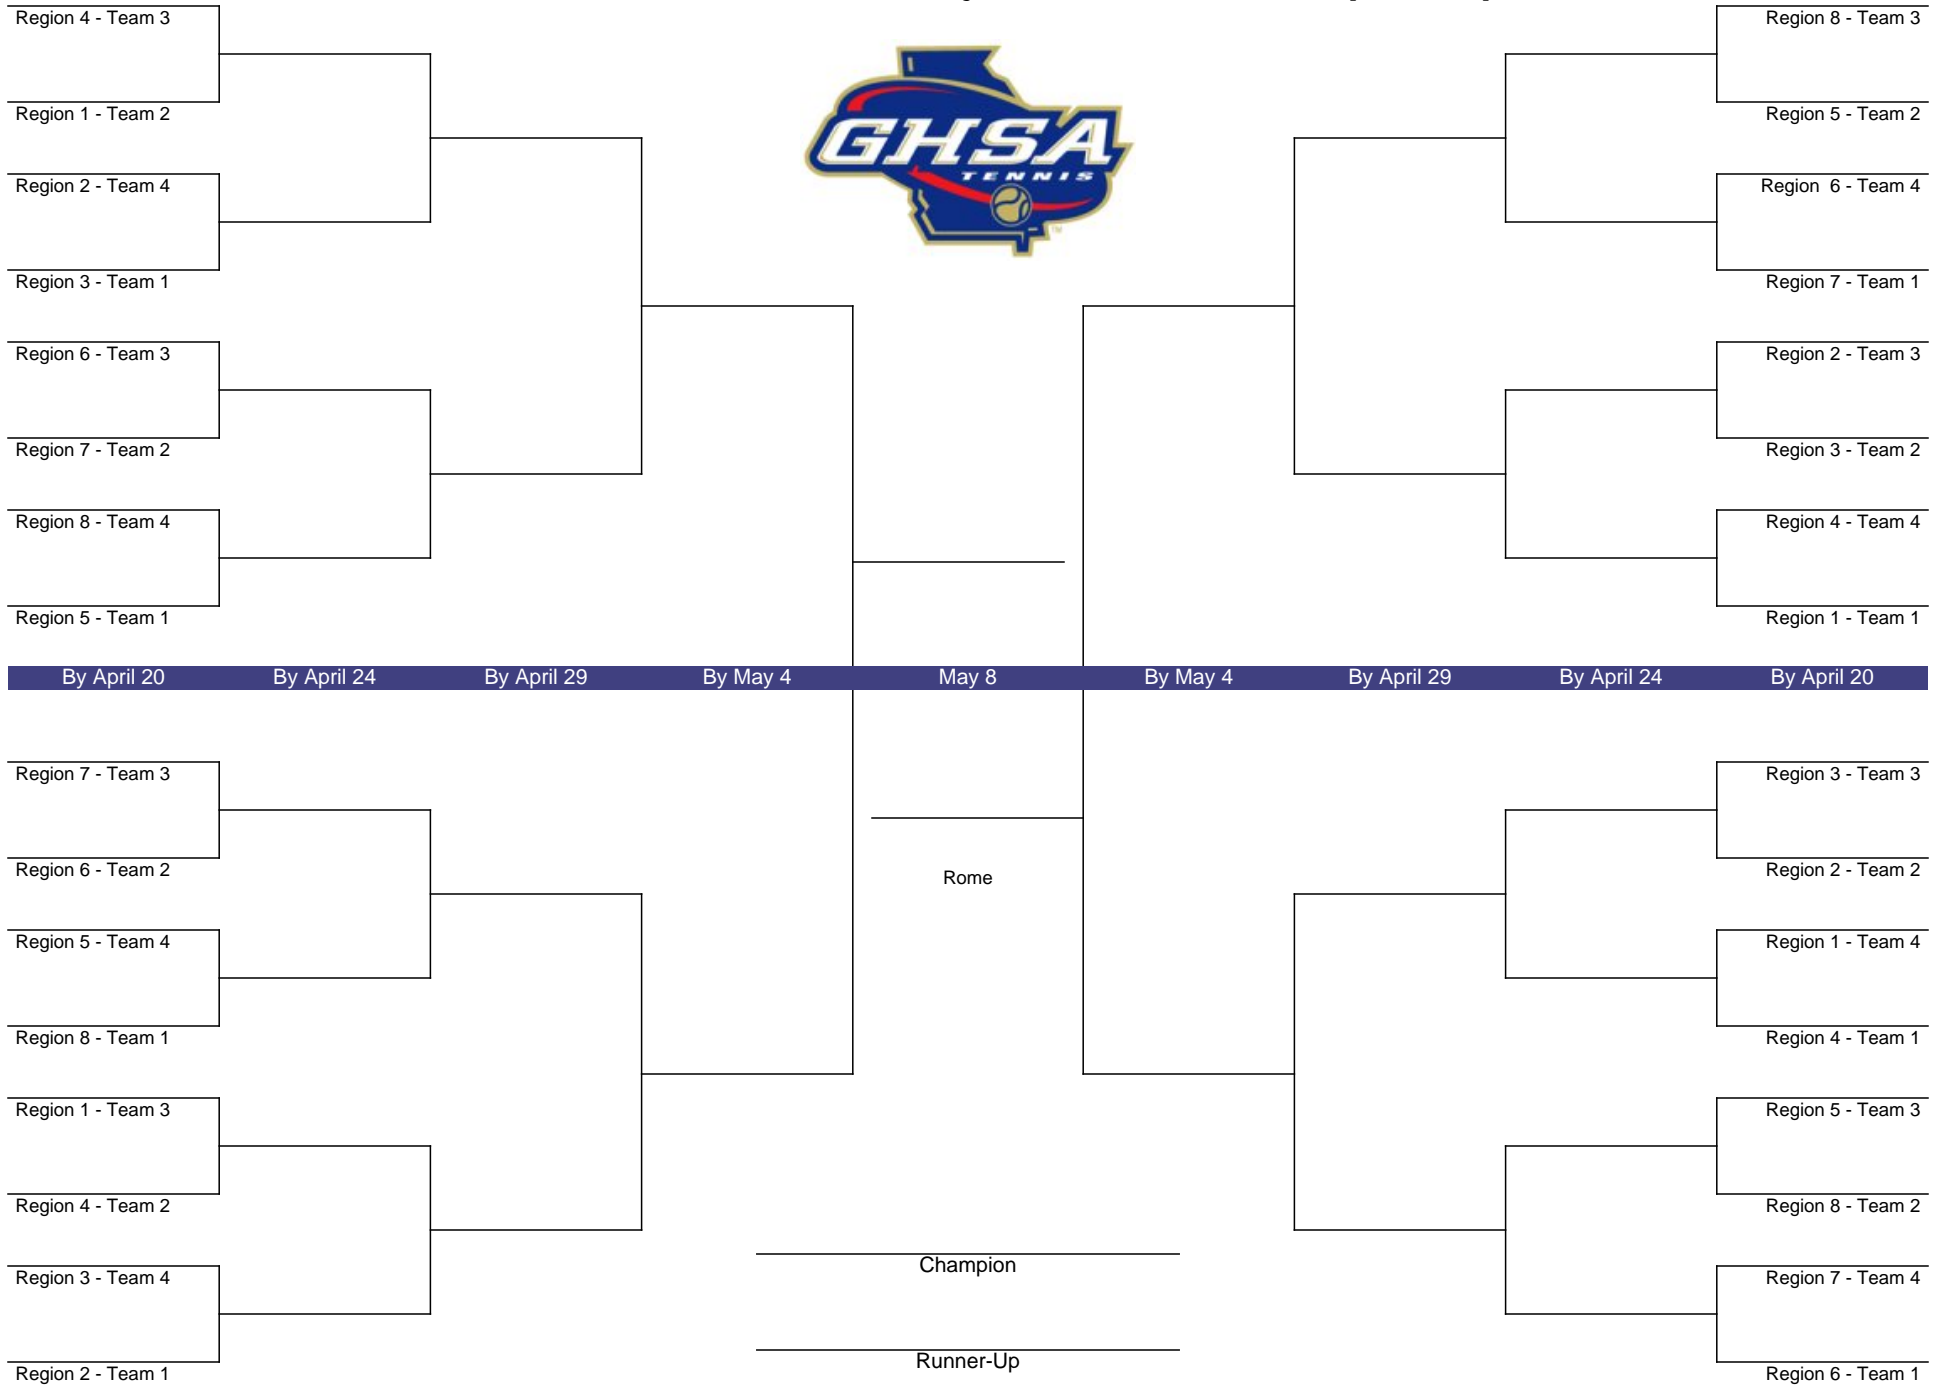 Region 4 - Team 3
Region 1 - Team 2
Region 2 - Team 4
Region 3 - Team 1
Region 6 - Team 3
Region 7 - Team 2
Region 8 - Team 4
Region 5 - Team 1
GHSA
TENNIS
TM
Region 8 - Team 3
Region 5 - Team 2
Region  6 - Team 4
Region 7 - Team 1
Region 2 - Team 3
Region 3 - Team 2
Region 4 - Team 4
Region 1 - Team 1
By April 20 By April 24 By April 29 By May 4 May 8 By May 4 By April 29 By April 24 By April 20
Region 7 - Team 3
Region 6 - Team 2
Region 5 - Team 4
Region 8 - Team 1
Region 1 - Team 3
Region 4 - Team 2
Region 3 - Team 4
Region 2 - Team 1
Rome
Champion
Runner-Up
Region 3 - Team 3
Region 2 - Team 2
Region 1 - Team 4
Region 4 - Team 1
Region 5 - Team 3
Region 8 - Team 2
Region 7 - Team 4
Region 6 - Team 1